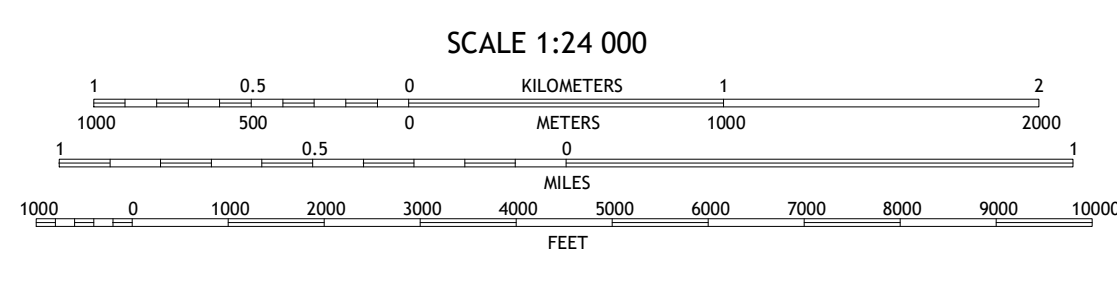 SCALE 1:24 000
1 0.5 0 KILOMETERS 1 2
1000 500 0 METERS 1000 2000
1 0.5 0 1
MILES
1000 0 1000 2000 3000 4000 5000 6000 7000 8000 9000 10000
FEET